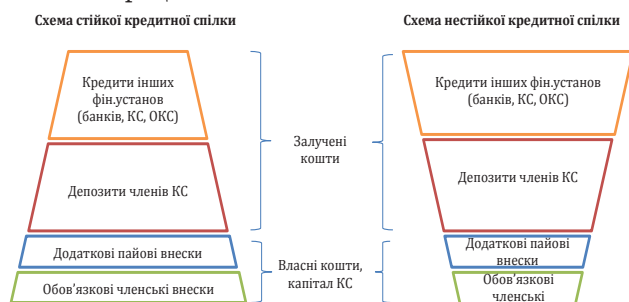 Схема стійкої кредитної спілки
Схема нестійкої кредитної спілки
Кредити інших
фін.установ
(банків, КС, ОКС)
Депозити членів КС
Додаткові пайові внески
Обов’язкові членські внески
Залучені
кошти
Власні кошти,
капітал КС
Кредити інших фін.установ
(банків, КС, ОКС)
Депозити членів КС
Додаткові пайові
внески
Обов’язкові
членські